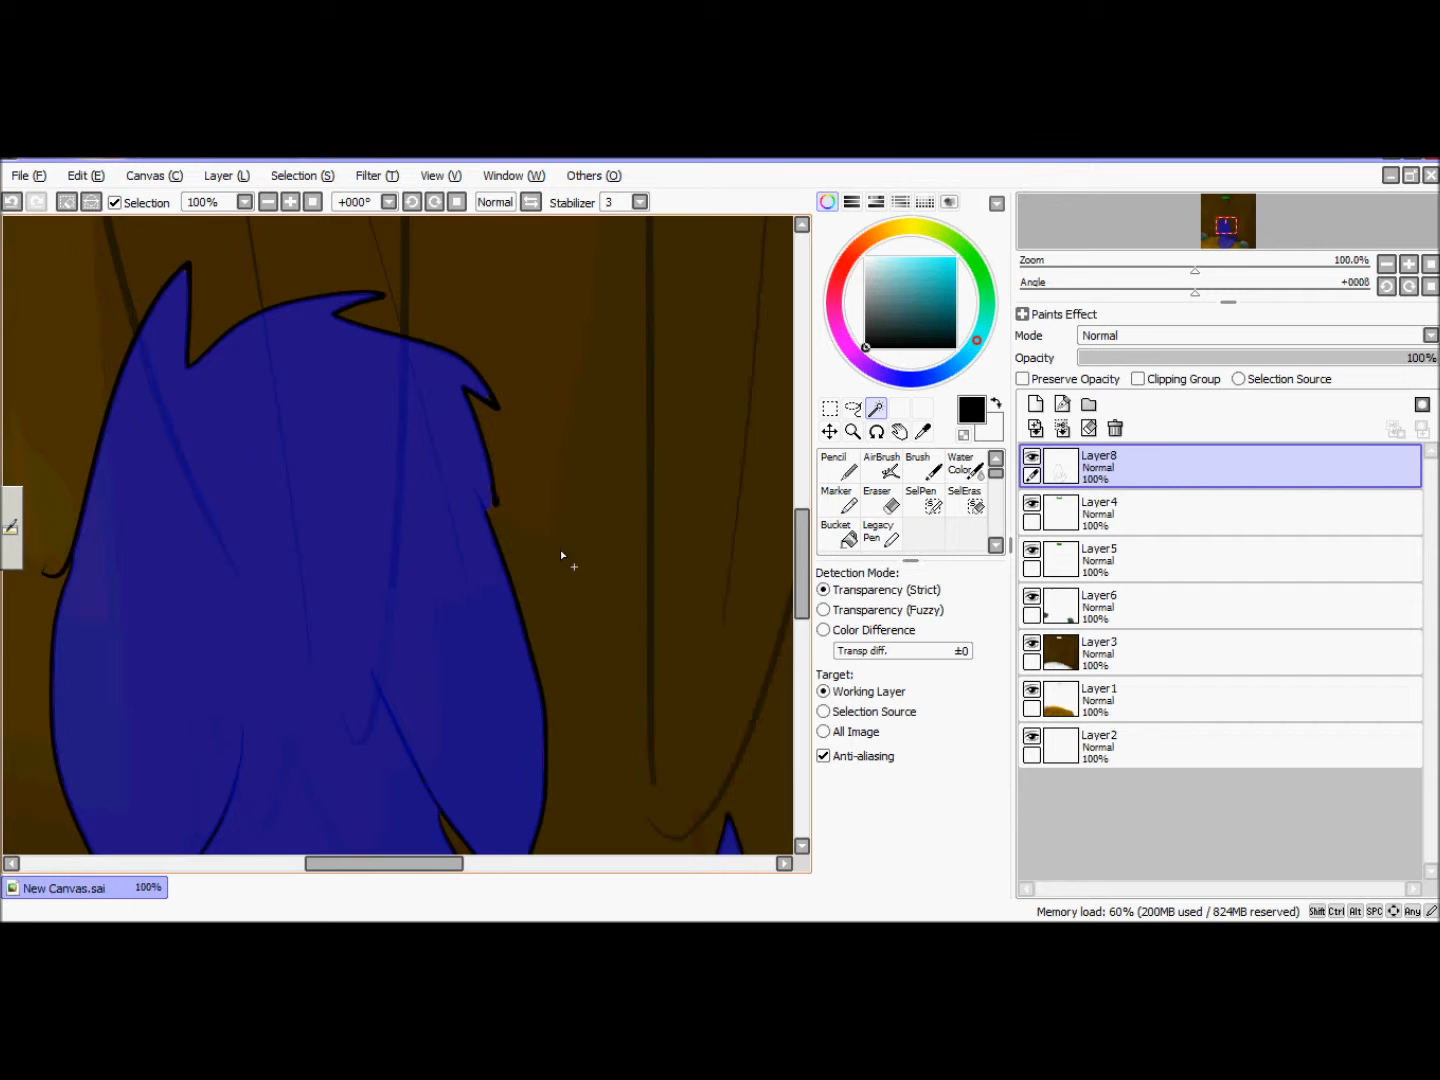 File (F) Edit (E) Canvas (C) Layer (L) Selection (S) Filter (T) View (V) Window (W) Others (O)
Selection 100% +000° Normal Stabilizer 3
Zoom 100.0%
Angle +000ß
Paints Effect
Mode Normal
Opacity 100%
Preserve Opacity Clipping Group Selection Source
Pencil AirBrush Brush Water Color
Marker Eraser SelPen SelEras
Bucket Legacy Pen
Detection Mode:
Transparency (Strict)
Transparency (Fuzzy)
Color Difference
Transp diff. ±0
Target:
Working Layer
Selection Source
All Image
Anti-aliasing
Layer8
Normal
100%
Layer4
Normal
100%
Layer5
Normal
100%
Layer6
Normal
100%
Layer3
Normal
100%
Layer1
Normal
100%
Layer2
Normal
100%
New Canvas.sai 100%
Memory load: 60% (200MB used / 824MB reserved) Shift Ctrl Alt SPC Any